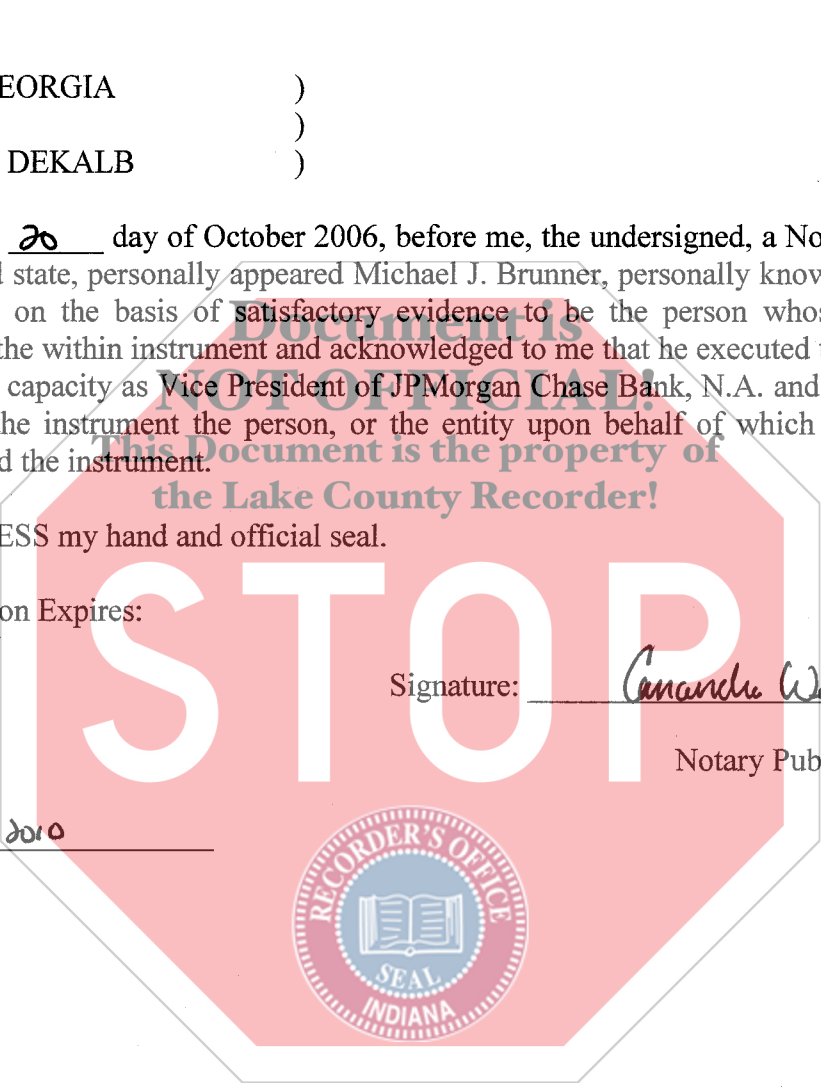 EORGIA )
)
DEKALB )
20 day of October 2006, before me, the undersigned, a No
d state, personally appeared Michael J. Brunner, personally know
on the basis of satisfactory evidence to be the person whos
the within instrument and acknowledged to me that he executed t
capacity as Vice President of JPMorgan Chase Bank, N.A. and
he instrument the person, or the entity upon behalf of which
d the instrument.
Document is
NOT OFFICIAL!
This Document is the property of
the Lake County Recorder!
ESS my hand and official seal.
STOP
on Expires:
Signature:
Notary Pub
2010
RECORDER'S OFFICE
SEAL
INDIANA